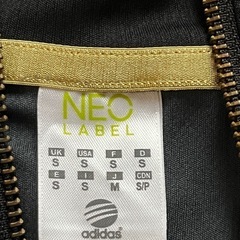 NEO
LABEL
UK USA F D
S S S S
E I J CDN
S S M S/P
adidas